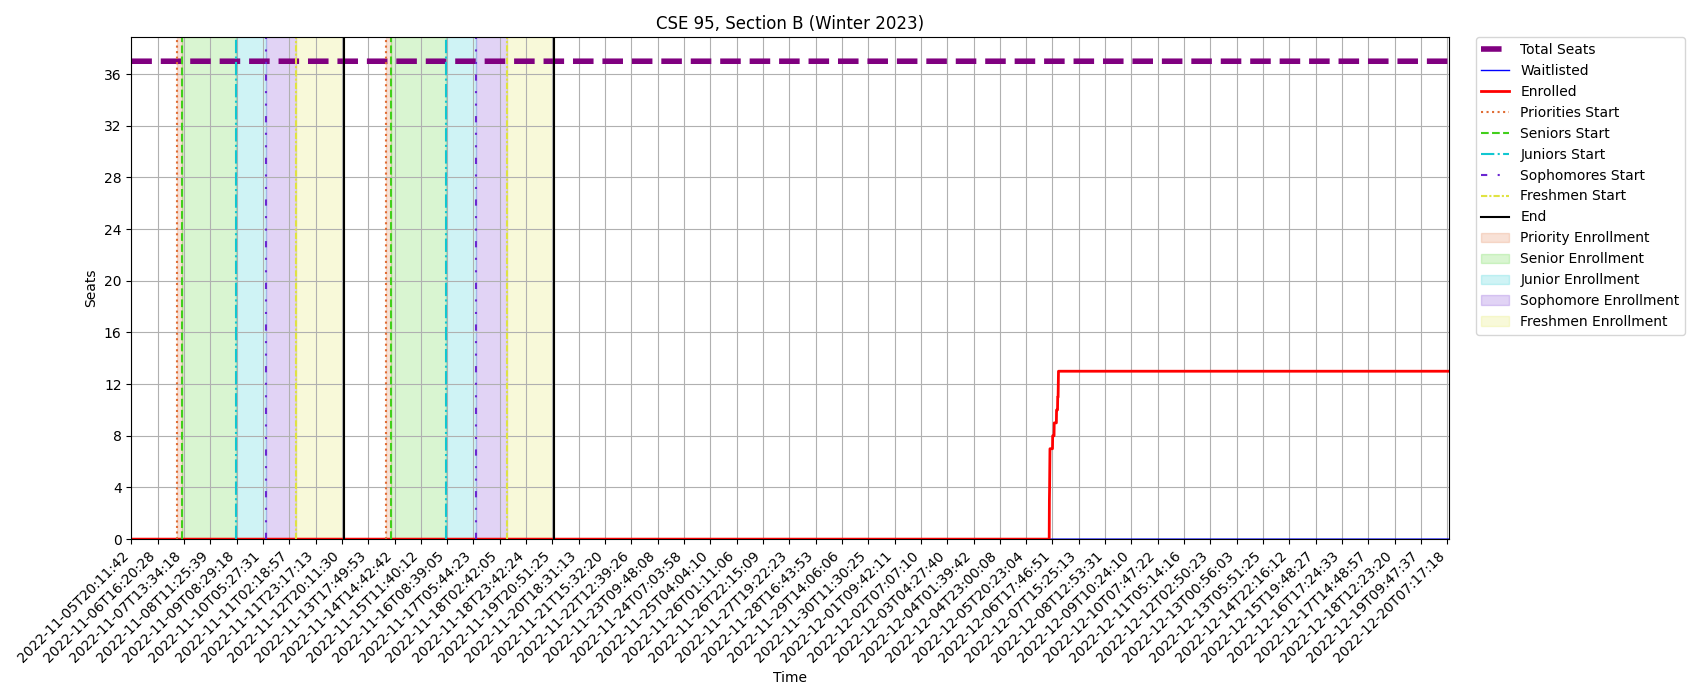 CSE 95, Section B (Winter 2023)
Seats
36
32
28
24
20
16
12
8
4
0
2022-11-05T20:11:42
2022-11-06T16:20:28
2022-11-07T13:34:18
2022-11-08T11:25:39
2022-11-09T08:29:18
2022-11-10T05:27:31
2022-11-11T02:18:57
2022-11-11T23:17:13
2022-11-12T20:11:30
2022-11-13T17:49:53
2022-11-14T14:42:42
2022-11-15T11:40:12
2022-11-16T08:39:05
2022-11-17T05:44:23
2022-11-18T02:42:05
2022-11-18T23:42:24
2022-11-19T20:51:25
2022-11-20T18:31:13
2022-11-21T15:32:20
2022-11-22T12:39:26
2022-11-23T09:48:08
2022-11-24T07:03:58
2022-11-25T04:04:10
2022-11-26T01:11:06
2022-11-26T22:15:09
2022-11-27T19:22:23
2022-11-28T16:43:53
2022-11-29T14:06:06
2022-11-30T11:30:25
2022-12-01T09:42:11
2022-12-02T07:07:10
2022-12-03T04:27:40
2022-12-04T01:39:42
2022-12-04T23:00:08
2022-12-05T20:23:04
2022-12-06T17:46:51
2022-12-07T15:25:13
2022-12-08T12:53:31
2022-12-09T10:24:10
2022-12-10T07:47:22
2022-12-11T05:14:16
2022-12-12T02:50:23
2022-12-13T00:56:03
2022-12-13T23:51:25
2022-12-14T22:16:12
2022-12-15T19:48:27
2022-12-16T17:24:33
2022-12-17T14:48:57
2022-12-18T12:23:20
2022-12-19T09:47:37
2022-12-20T07:17:18
Time
Total Seats
Waitlisted
Enrolled
Priorities Start
Seniors Start
Juniors Start
Sophomores Start
Freshmen Start
End
Priority Enrollment
Senior Enrollment
Junior Enrollment
Sophomore Enrollment
Freshmen Enrollment